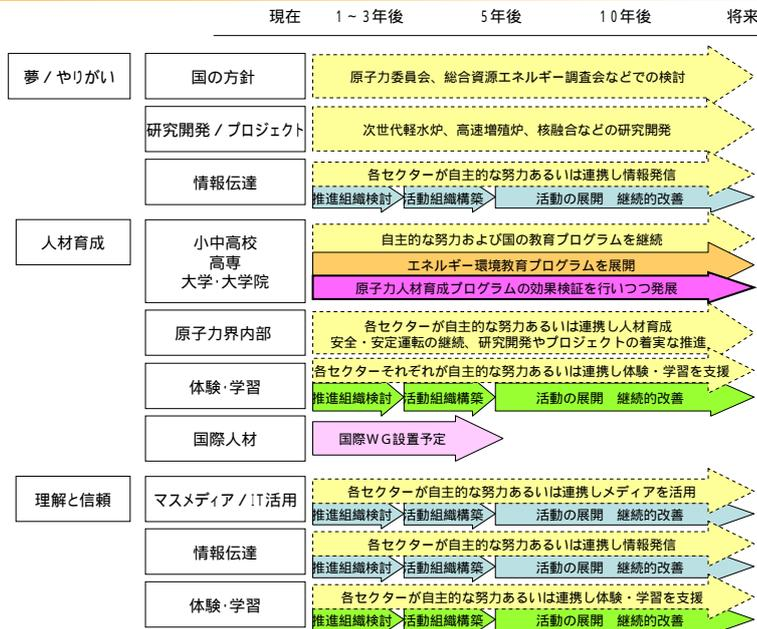 現在 1~3年後 5年後 10年後 将来
夢/やりがい
国の方針
原子力委員会、総合資源エネルギー調査会などでの検討
研究開発/プロジェクト
次世代軽水炉、高速増殖炉、核融合などの研究開発
情報伝達
各セクターが自主的な努力あるいは連携し情報発信
推進組織検討 活動組織構築 活動の展開 継続的改善
人材育成
小中高校
高専
大学・大学院
自主的な努力および国の教育プログラムを継続
エネルギー環境教育プログラムを展開
原子力人材育成プログラムの効果検証を行いつつ発展
原子力界内部
各セクターが自主的な努力あるいは連携し人材育成
安全・安定運転の継続、研究開発やプロジェクトの着実な推進
体験・学習
各セクターそれぞれが自主的な努力あるいは連携し体験・学習を支援
推進組織検討 活動組織構築 活動の展開 継続的改善
国際人材
国際WG設置予定
理解と信頼
マスメディア/IT活用
各セクターが自主的な努力あるいは連携しメディアを活用
推進組織検討 活動組織構築 活動の展開 継続的改善
情報伝達
各セクターが自主的な努力あるいは連携し情報発信
推進組織検討 活動組織構築 活動の展開 継続的改善
体験・学習
各セクターが自主的な努力あるいは連携し体験・学習を支援
推進組織検討 活動組織構築 活動の展開 継続的改善